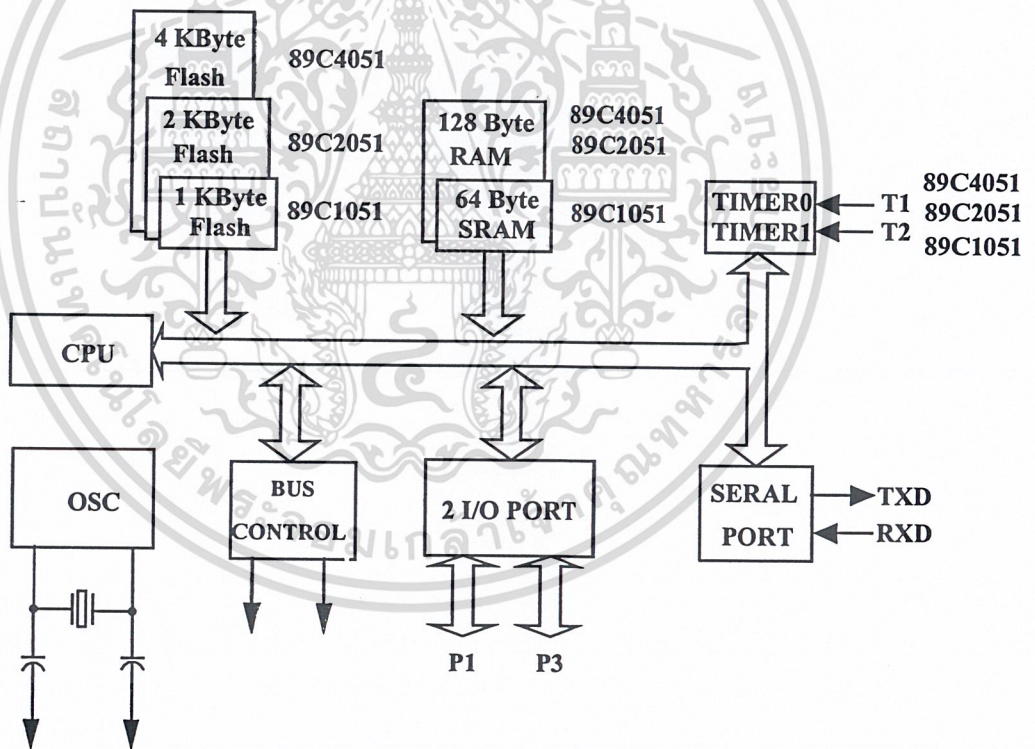 4 KByte
Flash
89C4051
2 KByte
Flash
89C2051
1 KByte
Flash
89C1051
128 Byte
RAM
89C4051
89C2051
64 Byte
SRAM
89C1051
TIMER0
TIMER1
T1
T2
89C4051
89C2051
89C1051
CPU
OSC
BUS
CONTROL
2 I/O PORT
P1
P3
SERAL
PORT
TXD
RXD